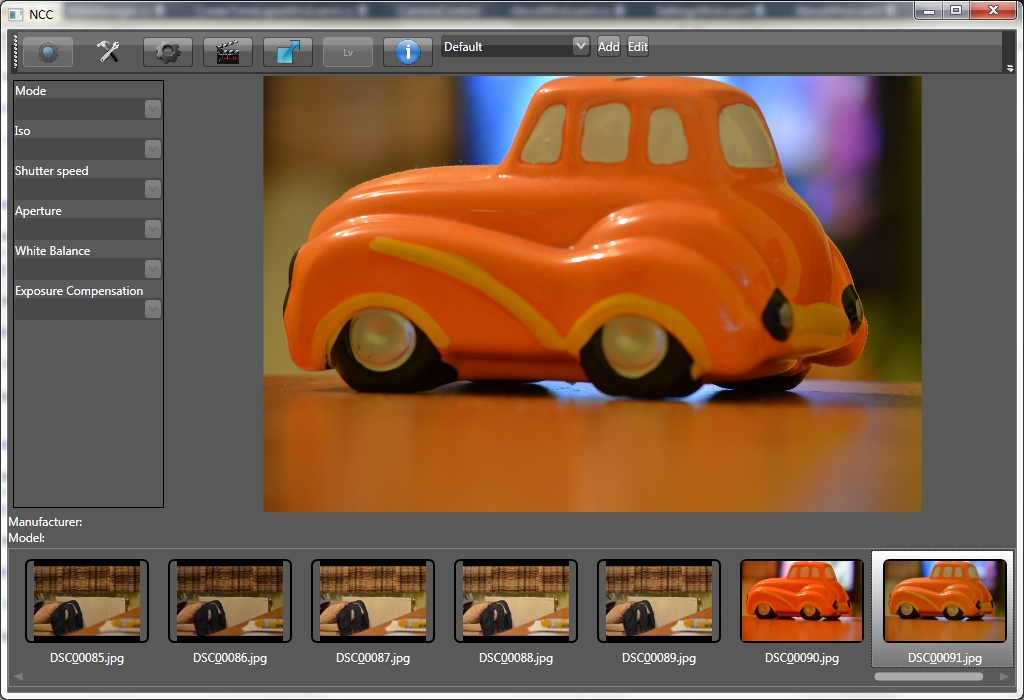 NCC
Lv
Default
Add
Edit
Mode
Iso
Shutter speed
Aperture
White Balance
Exposure Compensation
Manufacturer:
Model:
DSC00085.jpg
DSC00086.jpg
DSC00087.jpg
DSC00088.jpg
DSC00089.jpg
DSC00090.jpg
DSC00091.jpg